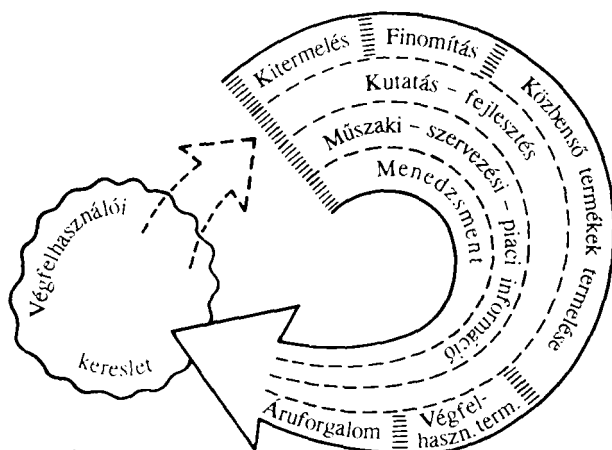 Kitermelés
Finomítás
Közbenső termékek termelése
Végfel-
haszn. term.
Áruforgalom
Kutatás – fejlesztés
Műszaki – szervezési – piaci információ
Menedzsment
Végfelhasználói
kereslet